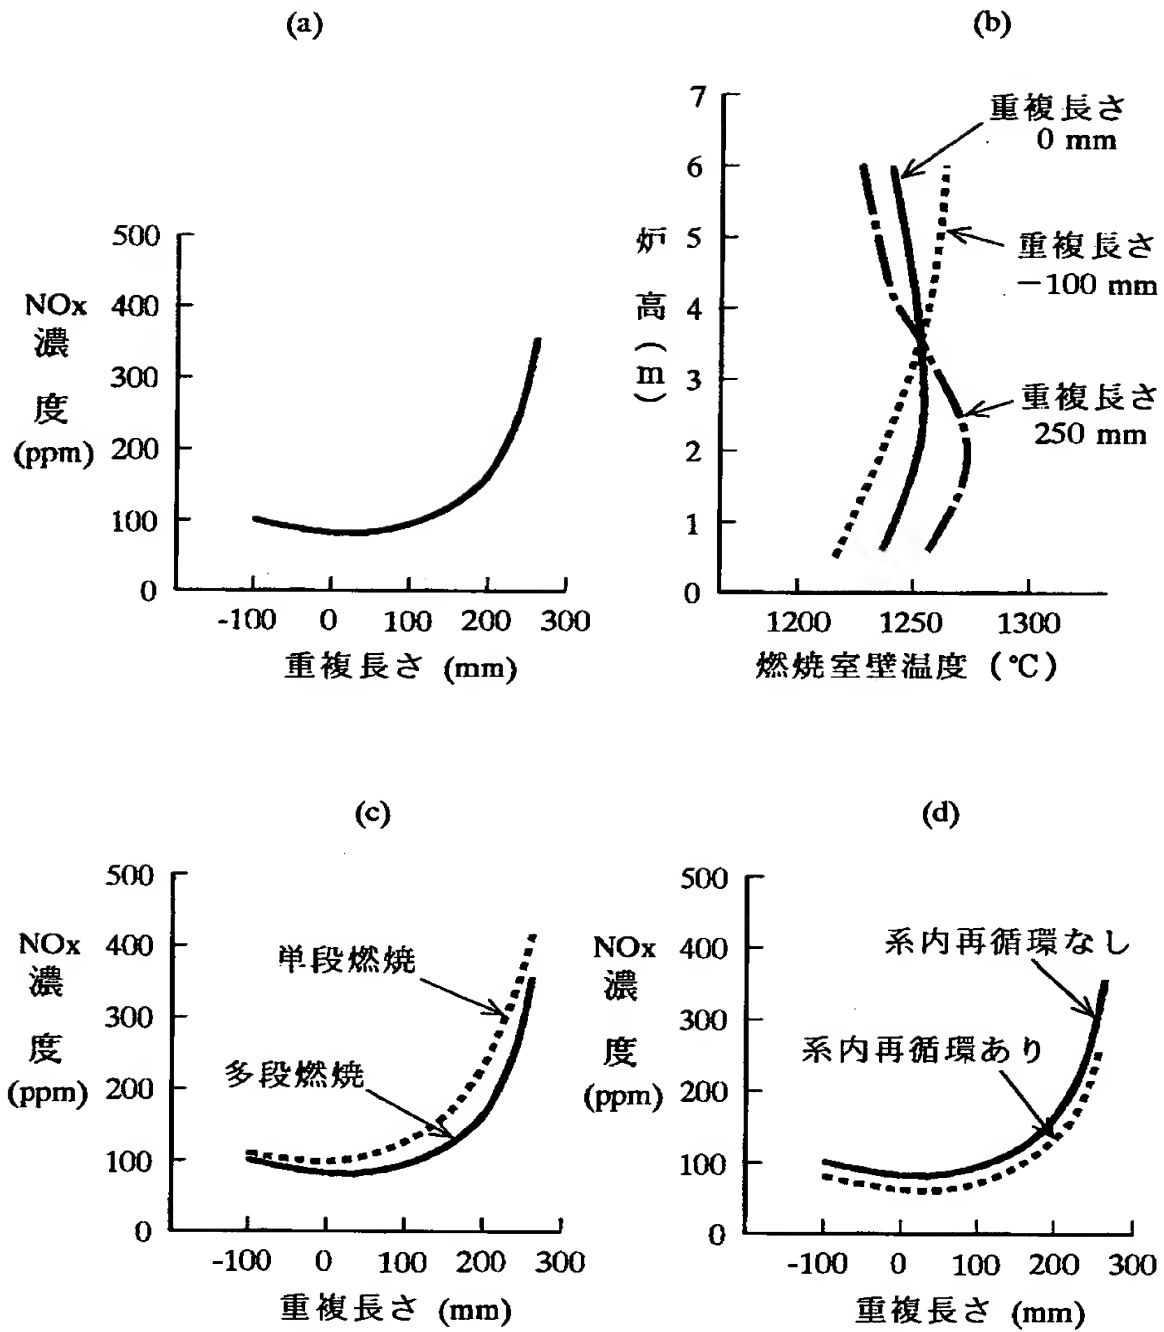 (a)
500
400
300
200
100
0
NOx
濃
度
(ppm)
-100 0 100 200 300
重複長さ (mm)
(b)
7
6
5
4
3
2
1
0
炉
高
(m)
重複長さ
0 mm
重複長さ
−100 mm
重複長さ
250 mm
1200 1250 1300
燃焼室壁温度 (℃)
(c)
500
400
300
200
100
0
NOx
濃
度
(ppm)
単段燃焼
多段燃焼
-100 0 100 200 300
重複長さ (mm)
(d)
500
400
300
200
100
0
NOx
濃
度
(ppm)
系内再循環なし
系内再循環あり
-100 0 100 200 300
重複長さ (mm)